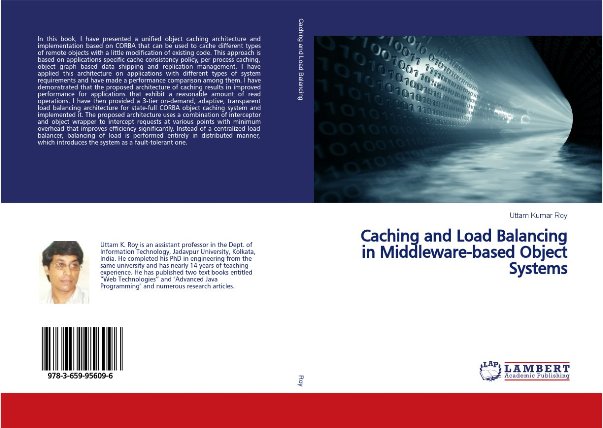 In this book, I have presented a unified object caching architecture and
implementation based on CORBA that can be used to cache different types
of remote objects with a little modification of existing code. This approach is
based on applications specific cache consistency policy, per process caching,
object graph based data shipping and replication management. I have
applied this architecture on applications with different types of system
requirements and have made a performance comparison among them. I have
demonstrated that the proposed architecture of caching results in improved
performance for applications that exhibit a reasonable amount of read
operations. I have then provided a 3-tier on-demand, adaptive, transparent
load balancing architecture for state-full CORBA object caching system and
implemented it. The proposed architecture uses a combination of interceptor
and object wrapper to intercept requests at various points with minimum
overhead that improves efficiency significantly. Instead of a centralized load
balancer, balancing of load is performed entirely in distributed manner,
which introduces the system as a fault-tolerant one.
Uttam K. Roy is an assistant professor in the Dept. of
Information Technology, Jadavpur University, Kolkata,
India. He completed his PhD in engineering from the
same university and has nearly 14 years of teaching
experience. He has published two text books entitled
"Web Technologies" and "Advanced Java
Programming" and numerous research articles.
978-3-659-95609-6
Caching and Load Balancing
Roy
Uttam Kumar Roy
Caching and Load Balancing
in Middleware-based Object
Systems
LAP
LAMBERT
Academic Publishing